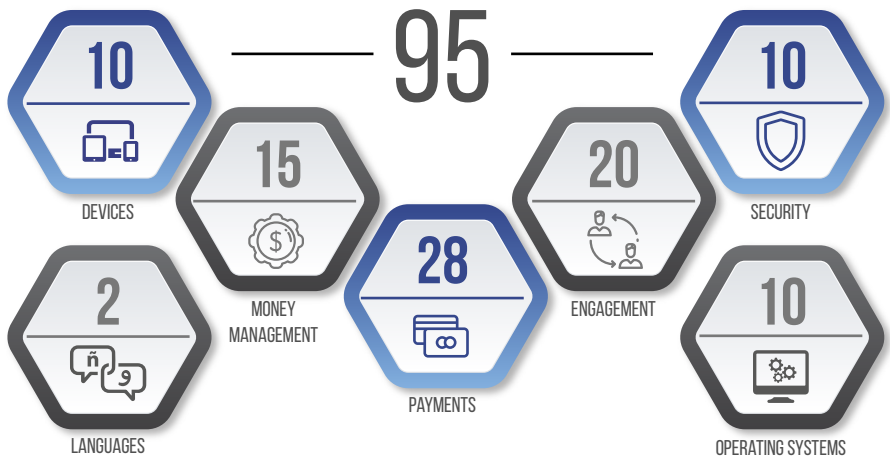 95
10
DEVICES
10
SECURITY
15
MONEY
MANAGEMENT
20
ENGAGEMENT
28
PAYMENTS
2
ñ و
LANGUAGES
10
OPERATING SYSTEMS